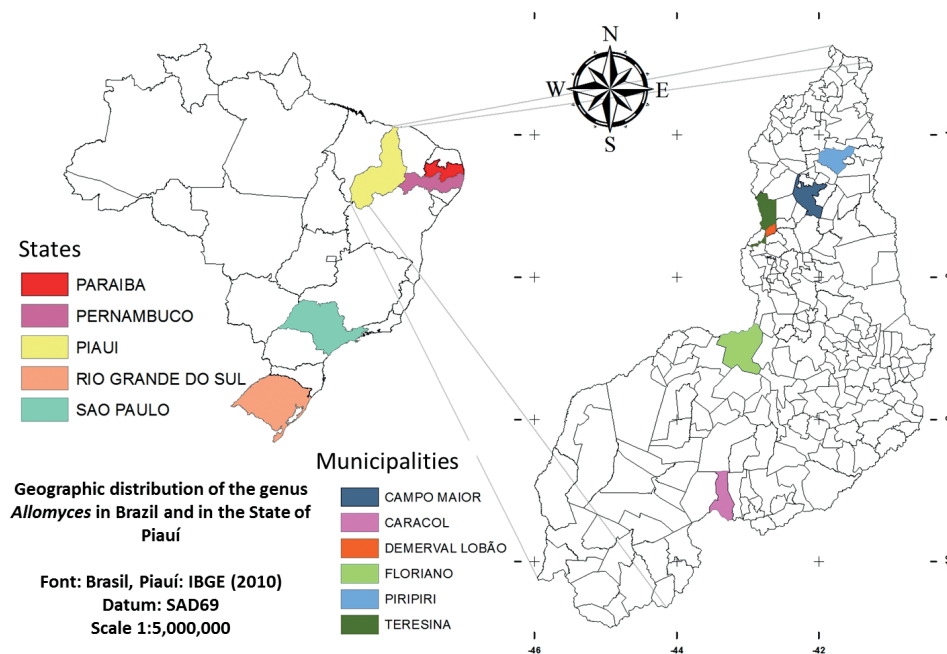 N
W
E
S
States
PARAIBA
PERNAMBUCO
PIAUI
RIO GRANDE DO SUL
SAO PAULO
Geographic distribution of the genus
Allomyces in Brazil and in the State of
Piauí
Font: Brasil, Piauí: IBGE (2010)
Datum: SAD69
Scale 1:5,000,000
Municipalities
CAMPO MAIOR
CARACOL
DEMERVAL LOBÃO
FLORIANO
PIRIPIRI
TERESINA
-46
-44
-42